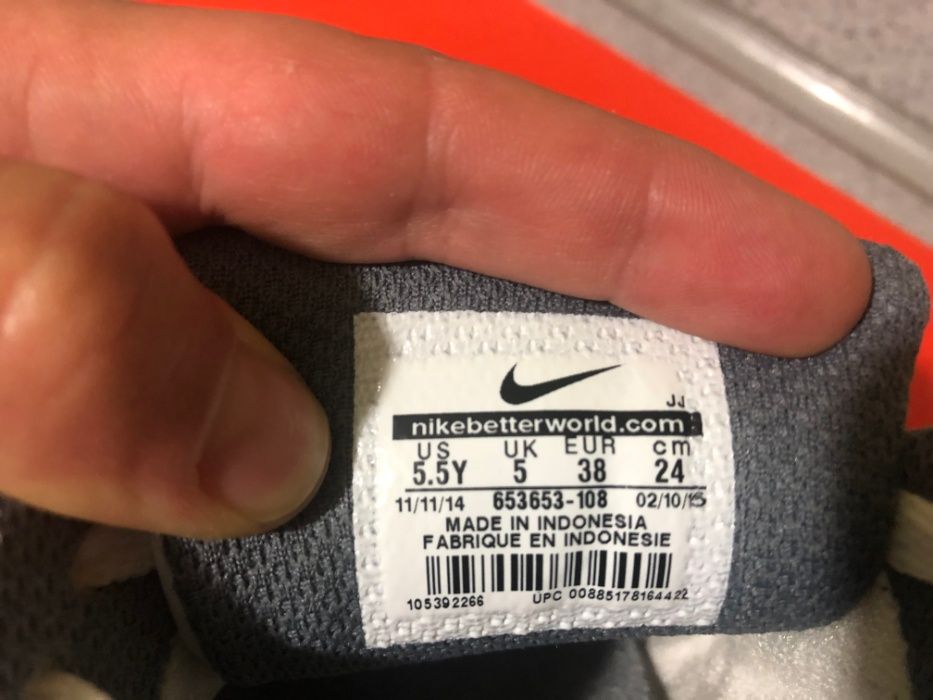 JJ
nikebetterworld.com
US UK EUR cm
5.5Y 5 38 24
11/11/14 653653-108 02/10/15
MADE IN INDONESIA
FABRIQUE EN INDONESIE
105392266 UPC 00885178164422